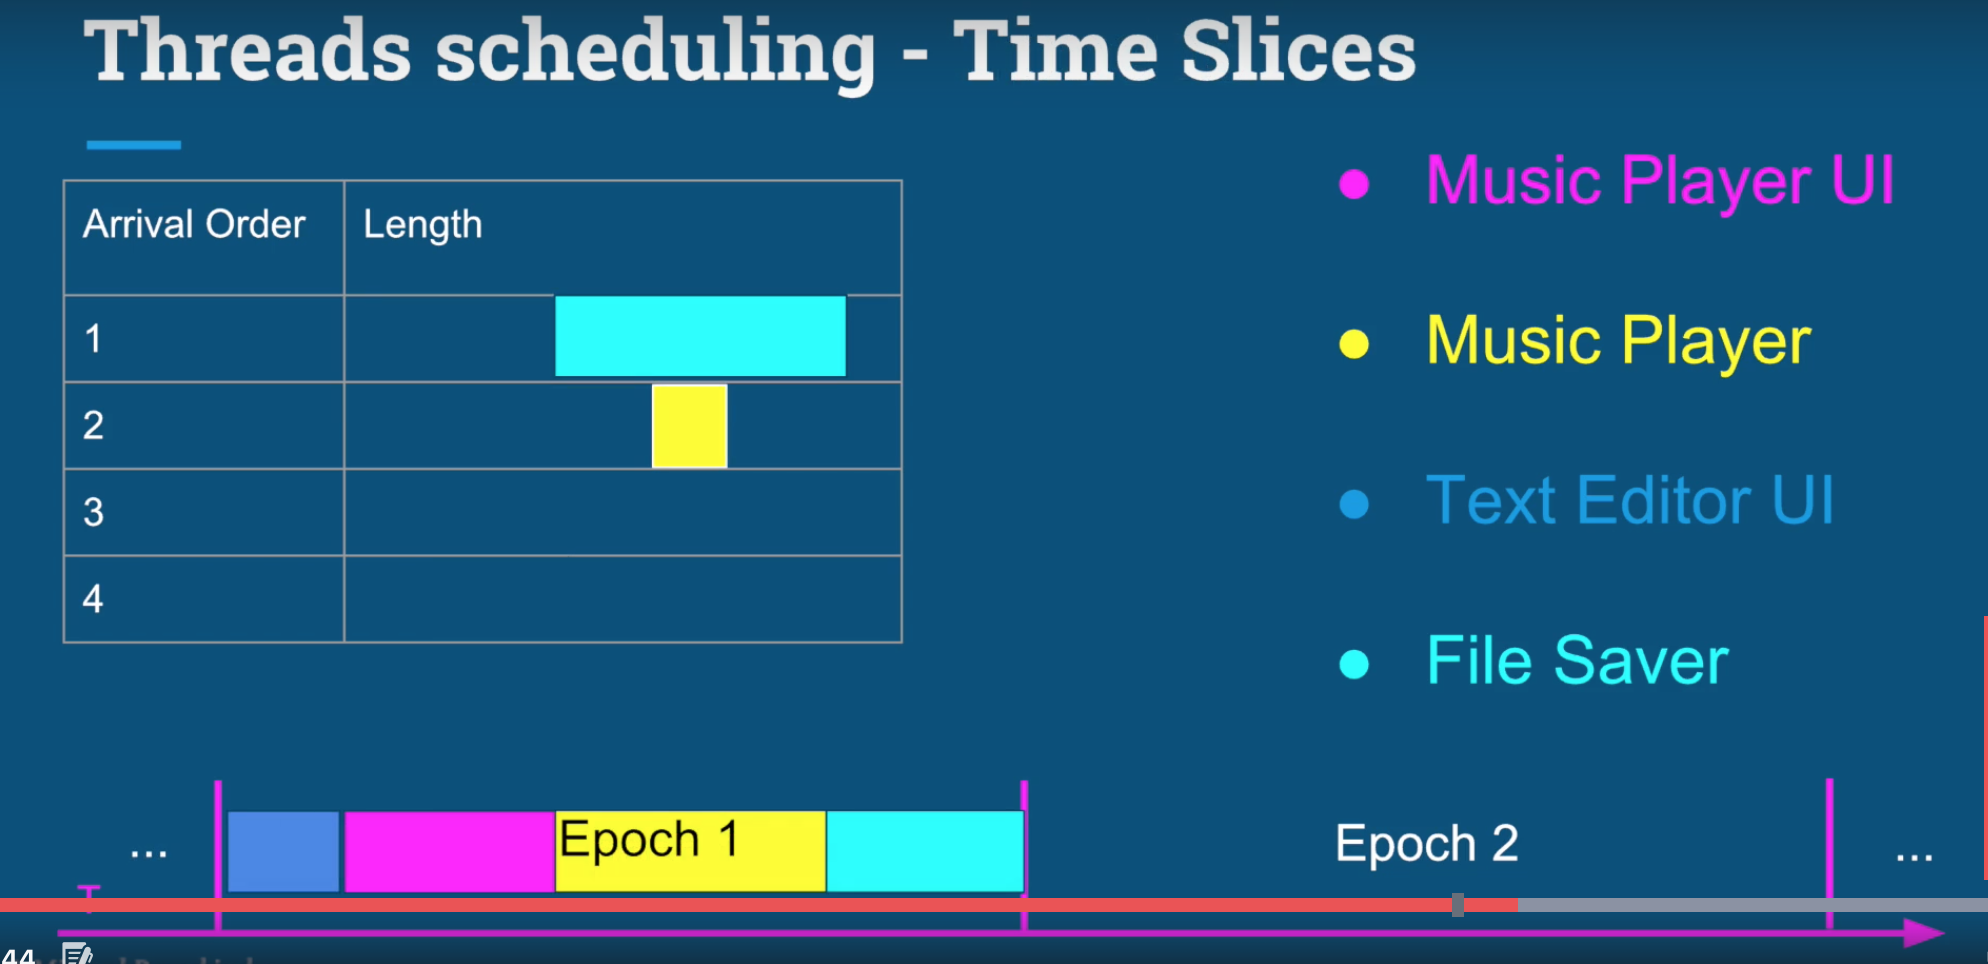 Threads scheduling - Time Slices
Arrival Order Length
1
2
3
4
Music Player UI
Music Player
Text Editor UI
File Saver
... Epoch 1 Epoch 2 ...
T
44